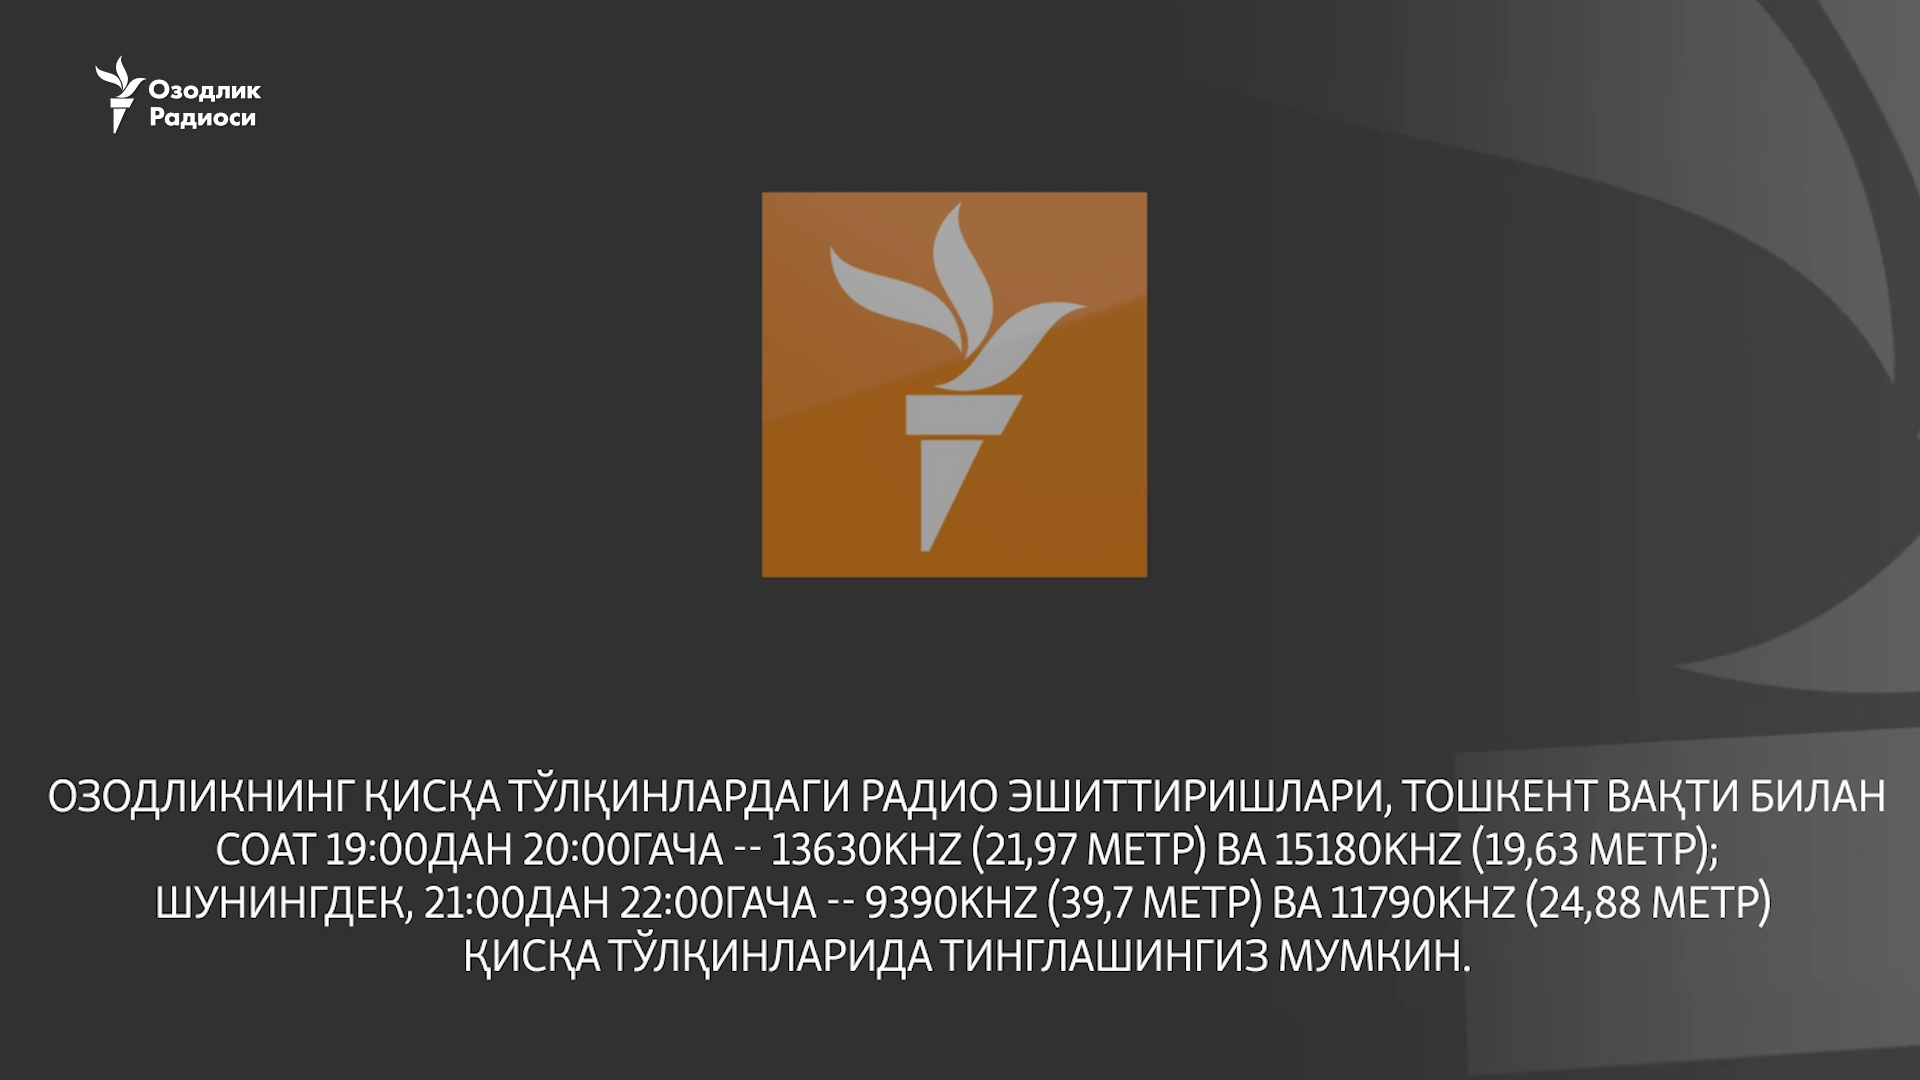 Озодлик
Радиоси
ОЗОДЛИКНИНГ ҚИСҚА ТЎЛҚИНЛАРДАГИ РАДИО ЭШИТТИРИШЛАРИ, ТОШКЕНТ ВАҚТИ БИЛАН
СОАТ 19:00ДАН 20:00ГАЧА -- 13630KHZ (21,97 МЕТР) ВА 15180KHZ (19,63 МЕТР);
ШУНИНГДЕК, 21:00ДАН 22:00ГАЧА -- 9390KHZ (39,7 МЕТР) ВА 11790KHZ (24,88 МЕТР)
ҚИСҚА ТЎЛҚИНЛАРИДА ТИНГЛАШИНГИЗ МУМКИН.